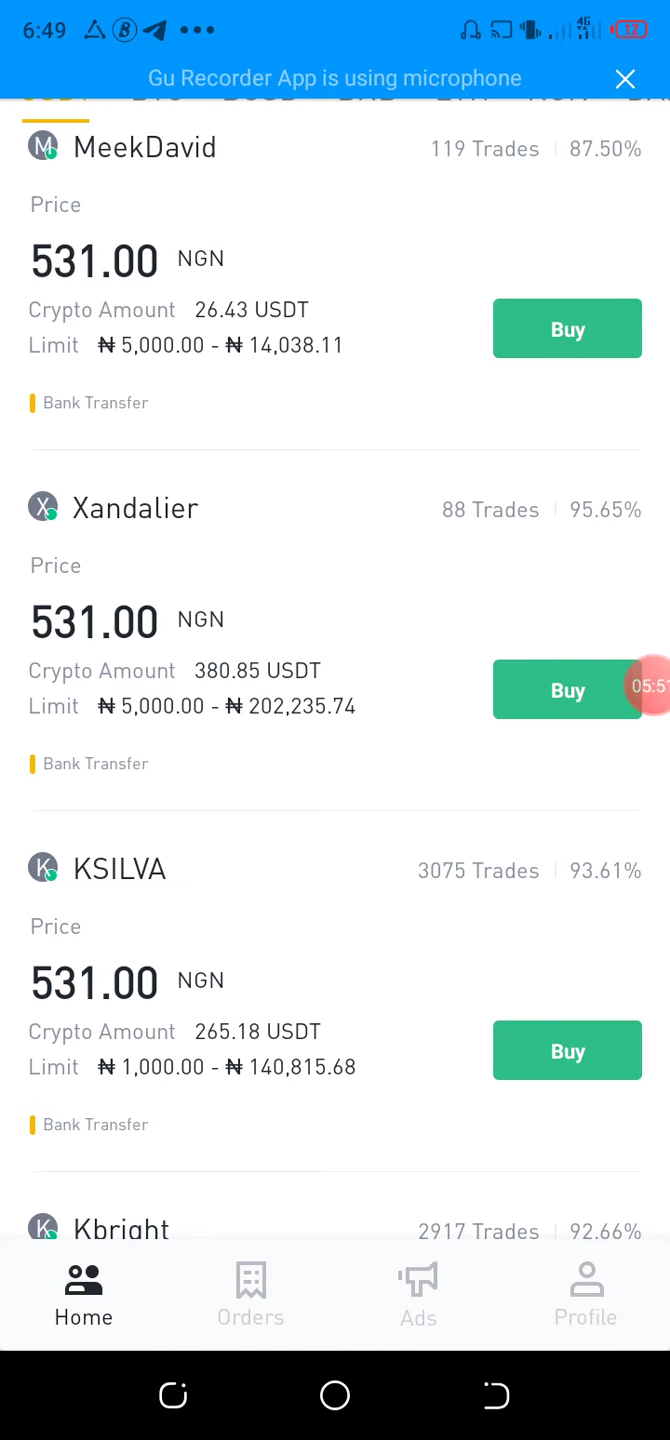 6:49 B 4G 12
Gu Recorder App is using microphone
M MeekDavid 119 Trades 87.50%
Price
531.00 NGN
Crypto Amount 26.43 USDT
Limit ₦ 5,000.00 - ₦ 14,038.11
Buy
Bank Transfer
X Xandalier 88 Trades 95.65%
Price
531.00 NGN
Crypto Amount 380.85 USDT
Limit ₦ 5,000.00 - ₦ 202,235.74
Buy 05:51
Bank Transfer
K KSILVA 3075 Trades 93.61%
Price
531.00 NGN
Crypto Amount 265.18 USDT
Limit ₦ 1,000.00 - ₦ 140,815.68
Buy
Bank Transfer
K Kbright 2917 Trades 92.66%
Home Orders Ads Profile